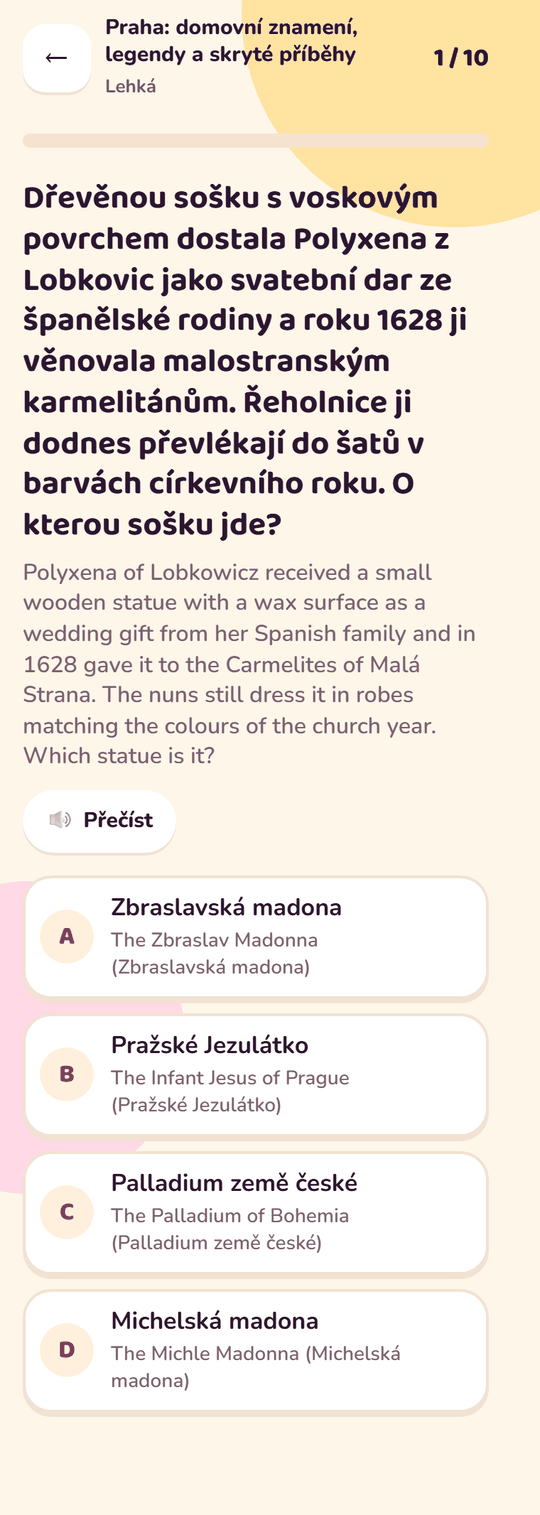 ←
Praha: domovní znamení,
legendy a skryté příběhy
Lehká
1 / 10
Dřevěnou sošku s voskovým
povrchem dostala Polyxena z
Lobkovic jako svatební dar ze
španělské rodiny a roku 1628 ji
věnovala malostranským
karmelitánům. Řeholnice ji
dodnes převlékají do šatů v
barvách církevního roku. O
kterou sošku jde?
Polyxena of Lobkowicz received a small
wooden statue with a wax surface as a
wedding gift from her Spanish family and in
1628 gave it to the Carmelites of Malá
Strana. The nuns still dress it in robes
matching the colours of the church year.
Which statue is it?
Přečíst
A
Zbraslavská madona
The Zbraslav Madonna
(Zbraslavská madona)
B
Pražské Jezulátko
The Infant Jesus of Prague
(Pražské Jezulátko)
C
Palladium země české
The Palladium of Bohemia
(Palladium země české)
D
Michelská madona
The Michle Madonna (Michelská
madona)